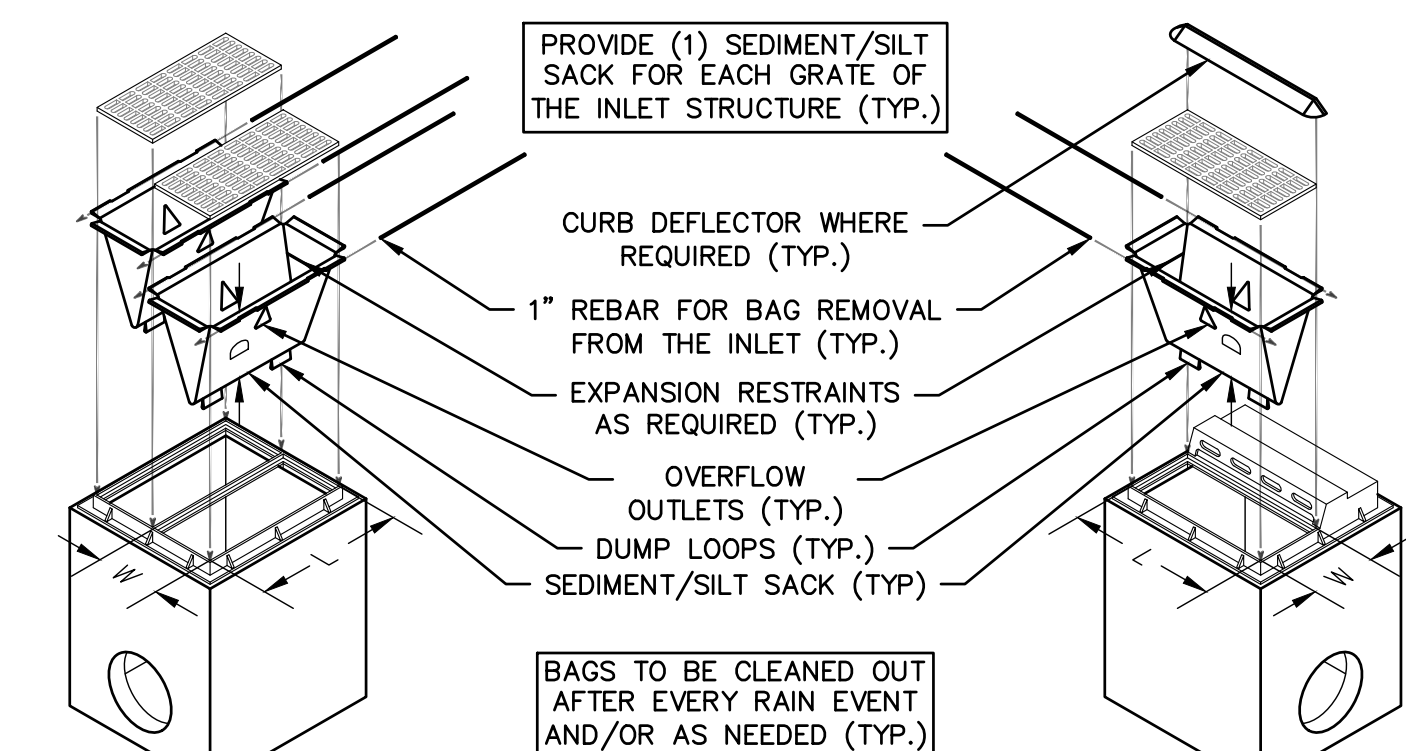 PROVIDE (1) SEDIMENT/SILT
SACK FOR EACH GRATE OF
THE INLET STRUCTURE (TYP.)
CURB DEFLECTOR WHERE
REQUIRED (TYP.)
1" REBAR FOR BAG REMOVAL
FROM THE INLET (TYP.)
EXPANSION RESTRAINTS
AS REQUIRED (TYP.)
OVERFLOW
OUTLETS (TYP.)
DUMP LOOPS (TYP.)
SEDIMENT/SILT SACK (TYP)
W
L
L
W
BAGS TO BE CLEANED OUT
AFTER EVERY RAIN EVENT
AND/OR AS NEEDED (TYP.)